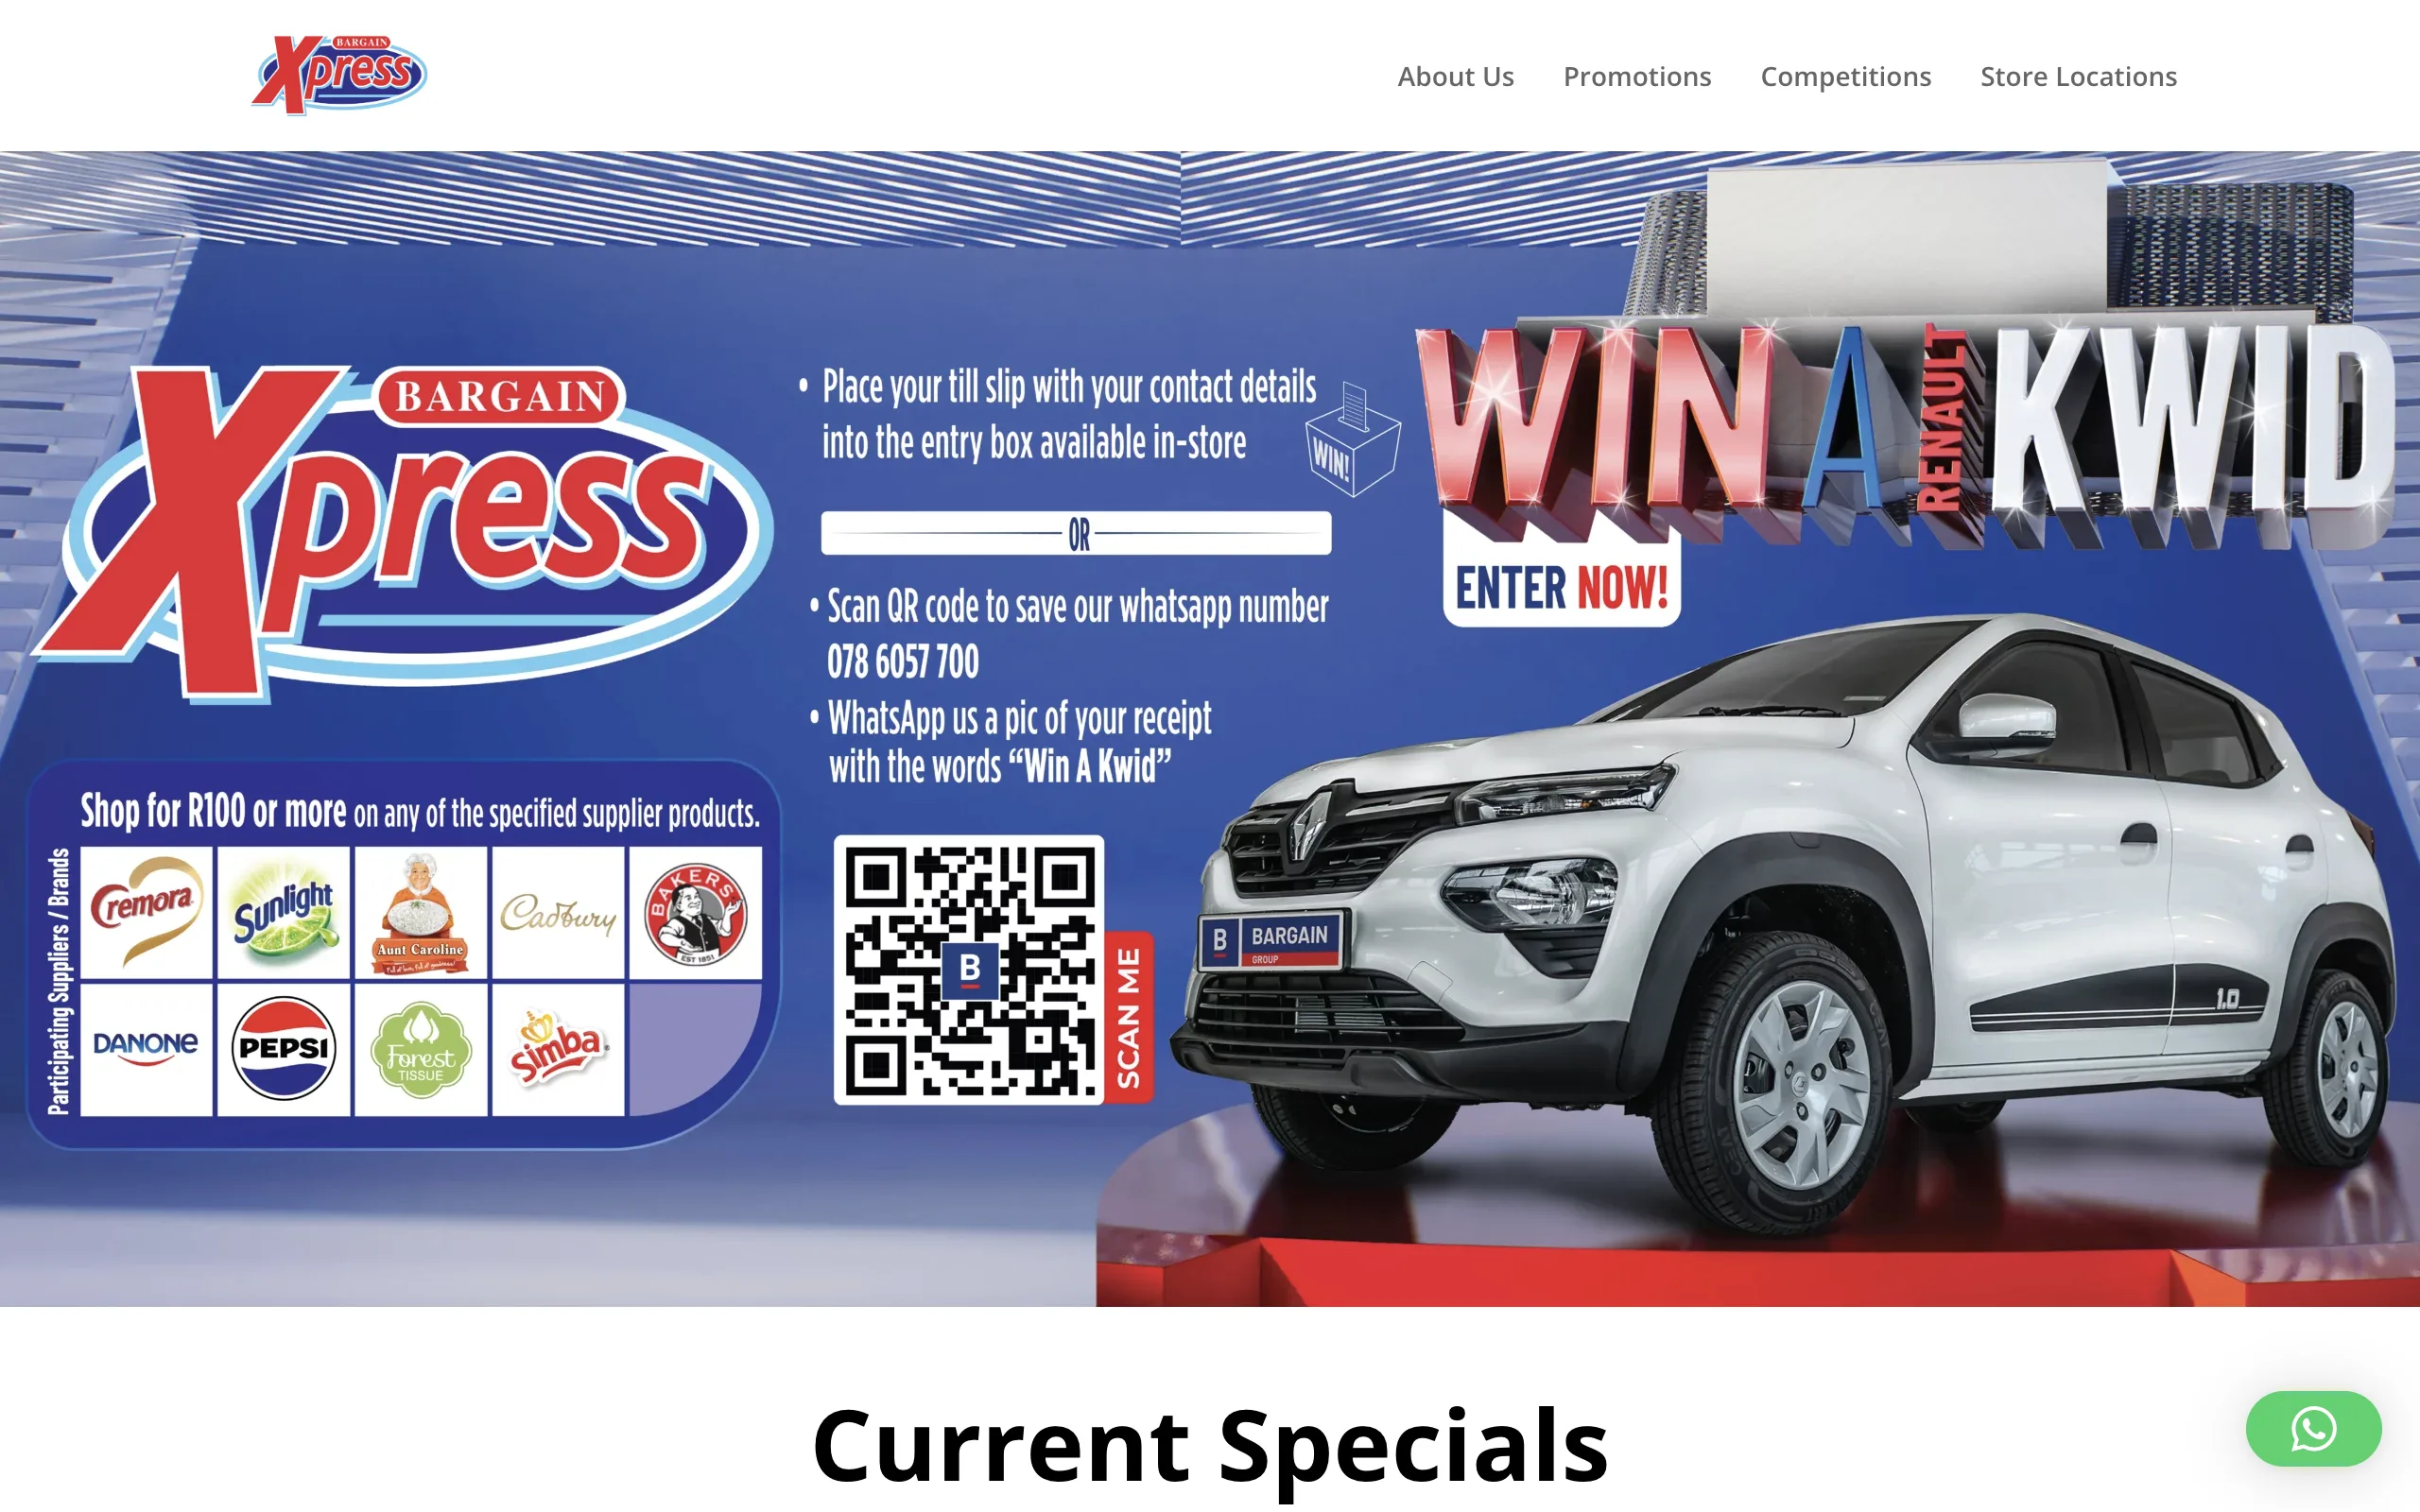 BARGAIN
Xpress
About Us
Promotions
Competitions
Store Locations
BARGAIN
Xpress
• Place your till slip with your contact details
into the entry box available in-store
WIN!
OR
• Scan QR code to save our whatsapp number
078 6057 700
• WhatsApp us a pic of your receipt
with the words “Win A Kwid”
SCAN ME
B
WIN A RENAULT KWID
ENTER NOW!
Shop for R100 or more on any of the specified supplier products.
Participating Suppliers / Brands
Cremora
Sunlight
Aunt Caroline
Cadbury
BAKERS
EST 1851
DANONE
PEPSI
Forest
TISSUE
Simba
B BARGAIN
GROUP
1.0
Current Specials